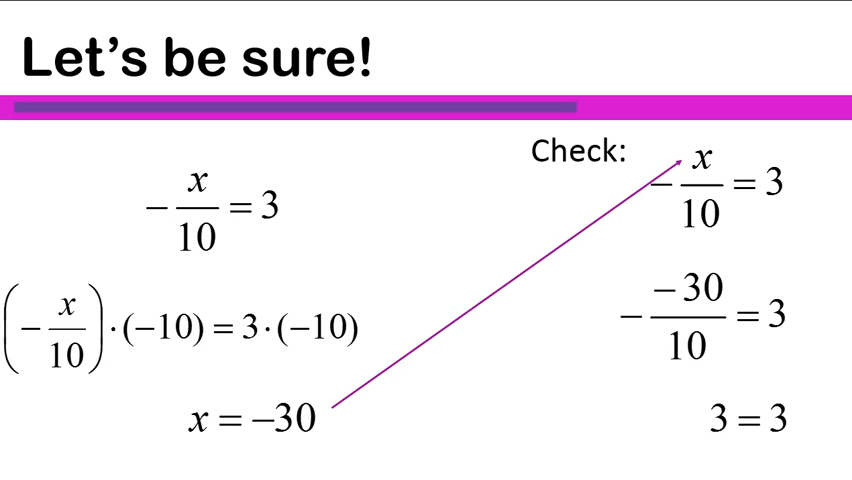 Let's be sure!
Check:
−x/10 = 3
(−x/10)·(−10) = 3·(−10)
x = −30
−x/10 = 3
−−30/10 = 3
3 = 3